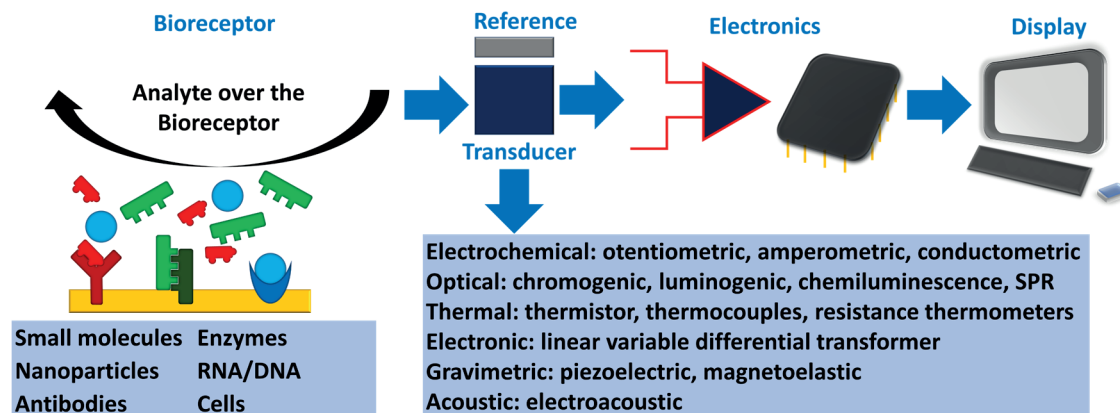 Bioreceptor
Analyte over the
Bioreceptor
Small molecules Enzymes
Nanoparticles RNA/DNA
Antibodies Cells
Reference
Transducer
Electronics
Display
Electrochemical: otentiometric, amperometric, conductometric
Optical: chromogenic, luminogenic, chemiluminescence, SPR
Thermal: thermistor, thermocouples, resistance thermometers
Electronic: linear variable differential transformer
Gravimetric: piezoelectric, magnetoelastic
Acoustic: electroacoustic